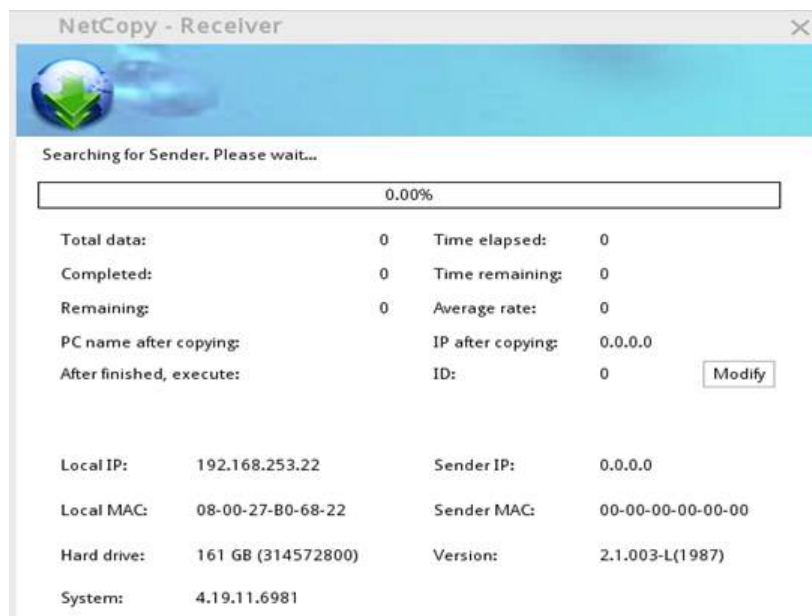 NetCopy - Receiver
Searching for Sender. Please wait...
0.00%
Total data: 0 Time elapsed: 0
Completed: 0 Time remaining: 0
Remaining: 0 Average rate: 0
PC name after copying: IP after copying: 0.0.0.0
After finished, execute: ID: 0 Modify
Local IP: 192.168.253.22 Sender IP: 0.0.0.0
Local MAC: 08-00-27-B0-68-22 Sender MAC: 00-00-00-00-00-00
Hard drive: 161 GB (314572800) Version: 2.1.003-L(1987)
System: 4.19.11.6981